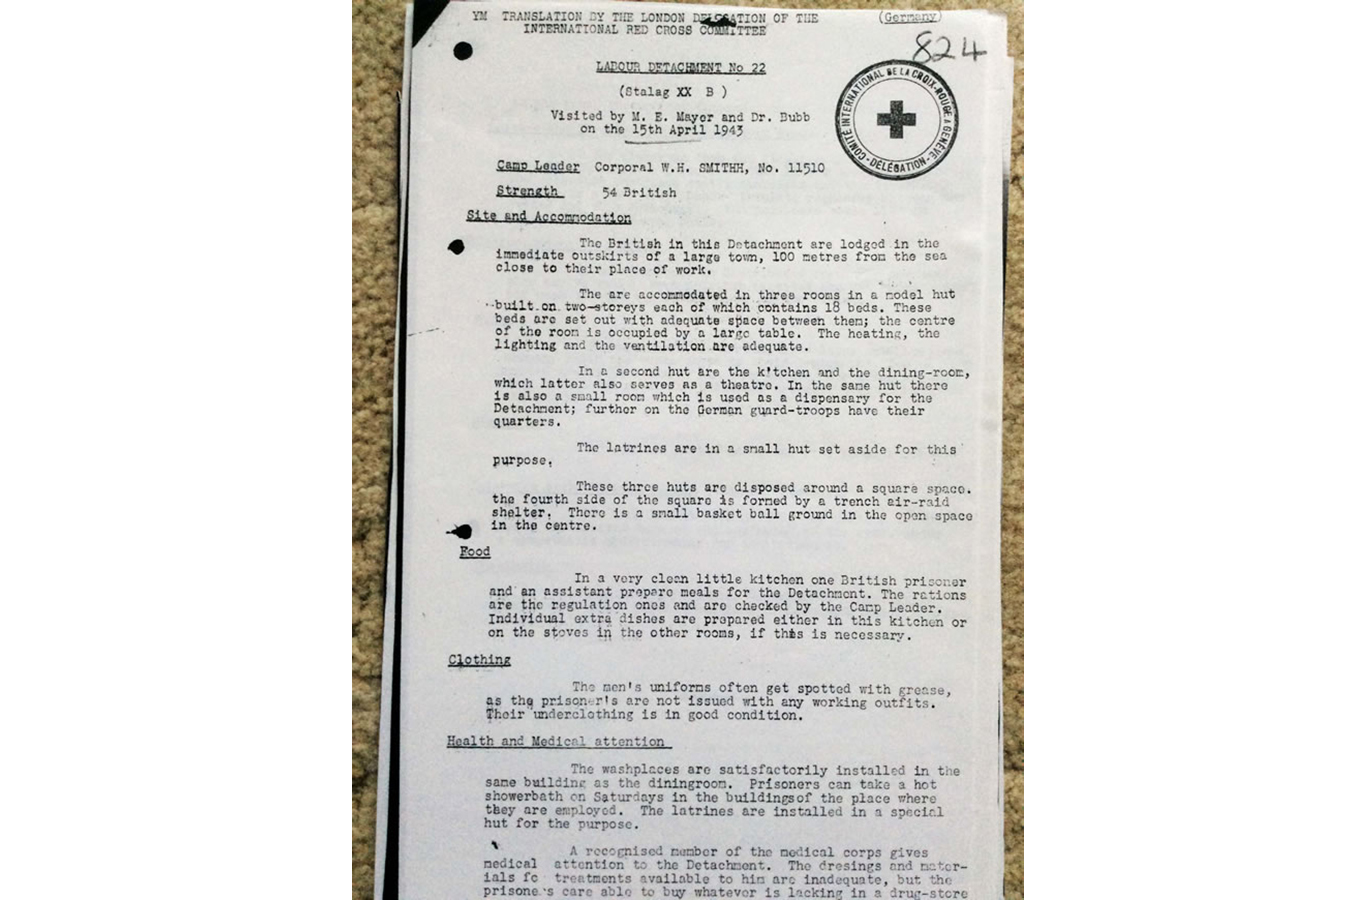 YM TRANSLATION BY THE LONDON DELEGATION OF THE
INTERNATIONAL RED CROSS COMMITTEE
(Germany)
824
COMITÉ INTERNATIONAL DE LA CROIX-ROUGE A GENÈVE
- DÉLÉGATION -
LABOUR DETACHMENT No 22
(Stalag XX B )
Visited by M. E. Mayer and Dr. Bubb
on the 15th April 1943
Camp Leader Corporal W.H. SMITHH, No. 11510
Strength 54 British
Site and Accommodation
The British in this Detachment are lodged in the
immediate outskirts of a large town, 100 metres from the sea
close to their place of work.
The are accommodated in three rooms in a model hut
built on two-storeys each of which contains 18 beds. These
beds are set out with adequate space between them; the centre
of the room is occupied by a large table. The heating, the
lighting and the ventilation are adequate.
In a second hut are the k'tchen and the dining-room,
which latter also serves as a theatre. In the same hut there
is also a small room which is used as a dispensary for the
Detachment; further on the German guard-troops have their
quarters.
The latrines are in a small hut set aside for this
purpose.
These three huts are disposed around a square space.
the fourth side of the square is formed by a trench air-raid
shelter. There is a small basket ball ground in the open space
in the centre.
Food
In a very clean little kitchen one British prisoner
and an assistant prepare meals for the Detachment. The rations
are the regulation ones and are checked by the Camp Leader.
Individual extra dishes are prepared either in this kitchen or
on the stoves in the other rooms, if this is necessary.
Clothing
The men's uniforms often get spotted with grease,
as the prisoner's are not issued with any working outfits.
Their underclothing is in good condition.
Health and Medical attention
The washplaces are satisfactorily installed in the
same building as the diningroom. Prisoners can take a hot
showerbath on Saturdays in the buildingsof the place where
they are employed. The latrines are installed in a special
hut for the purpose.
A recognised member of the medical corps gives
medical attention to the Detachment. The dresings and mater-
ials fo treatments available to him are inadequate, but the
prisone's care able to buy whatever is lacking in a drug-store